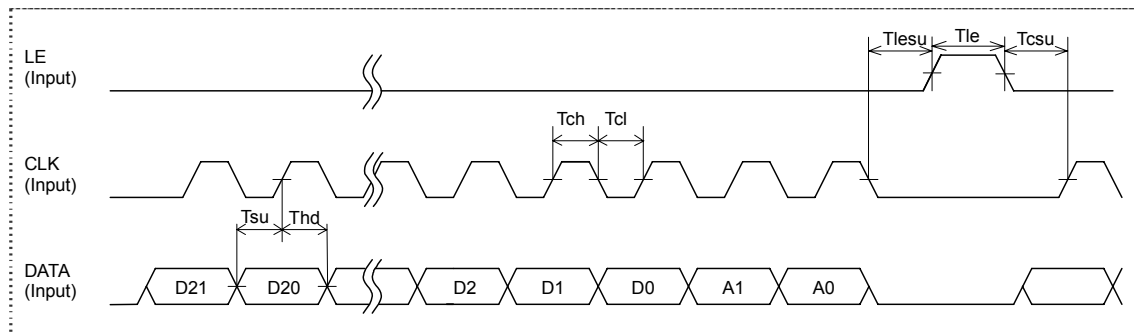 Tlesu Tle Tcsu
LE
(Input)
Tch Tcl
CLK
(Input)
Tsu Thd
DATA
(Input)
D21 D20 D2 D1 D0 A1 A0